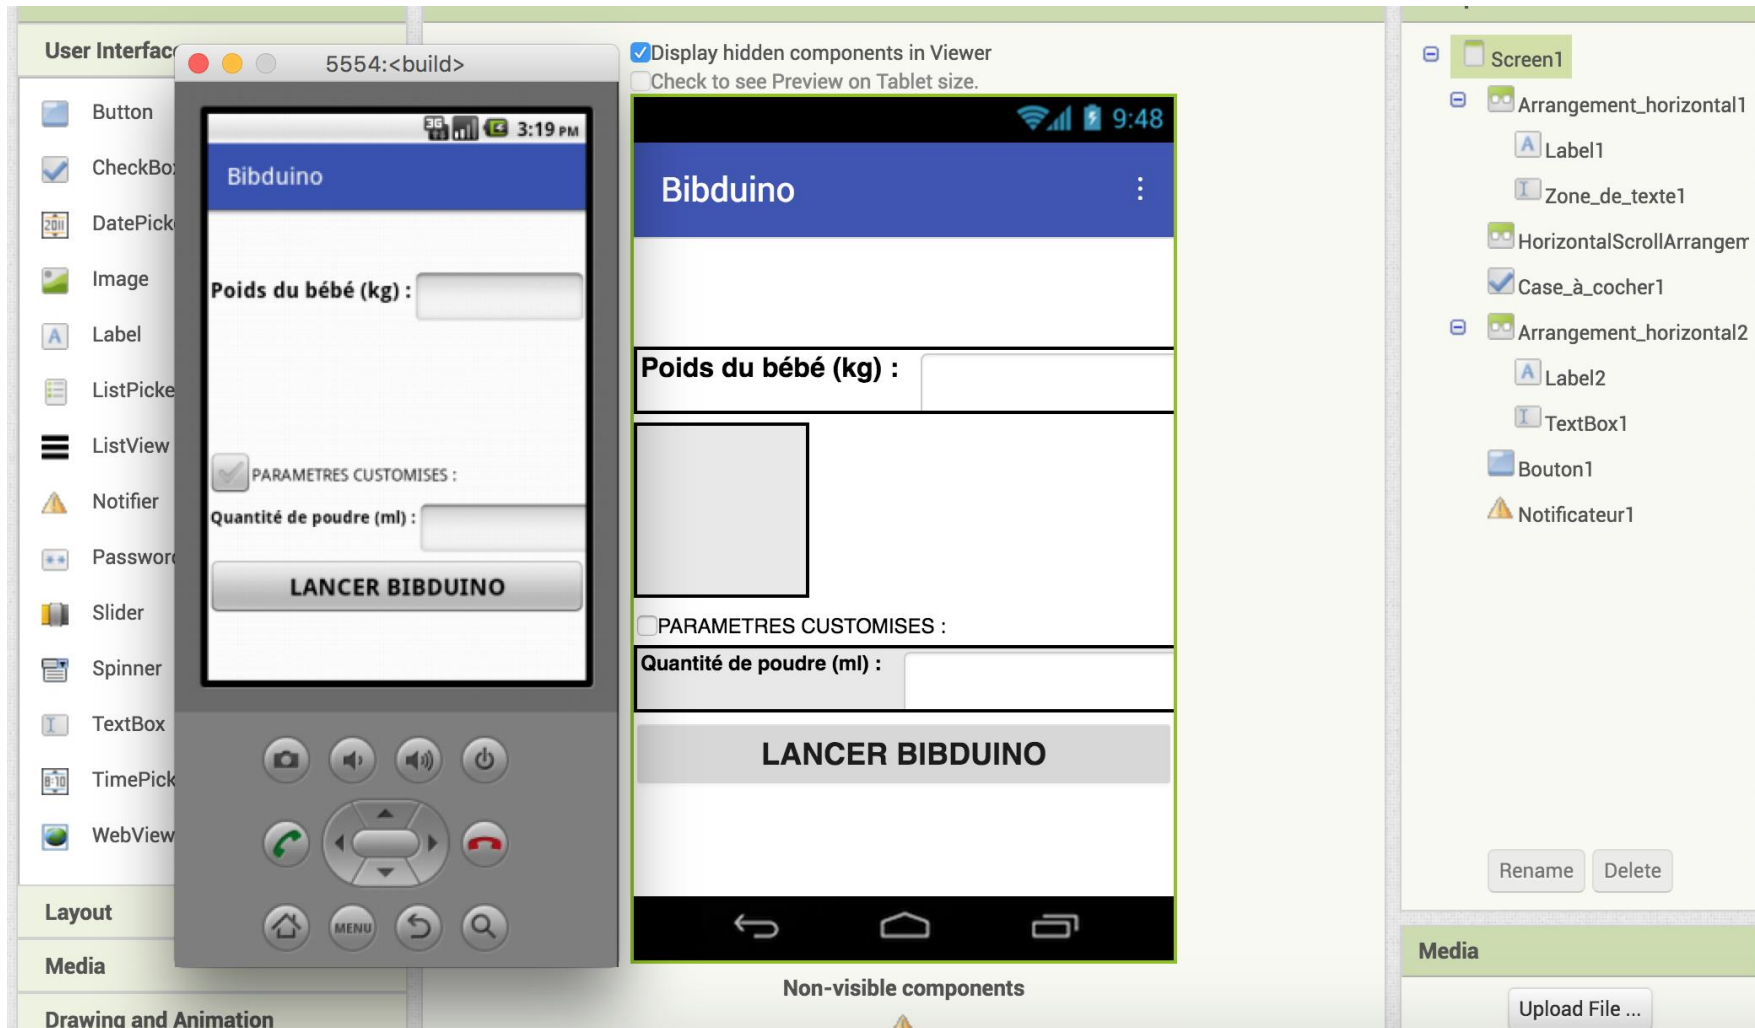 User Interfac
Button
CheckBo
DatePick
Image
Label
ListPicke
ListView
Notifier
Passwor
Slider
Spinner
TextBox
TimePick
WebView
Layout
Media
Drawing and Animation
5554:<build>
3G
3:19 PM
Bibduino
Poids du bébé (kg) :
PARAMETRES CUSTOMISES :
Quantité de poudre (ml) :
LANCER BIBDUINO
MENU
Display hidden components in Viewer
Check to see Preview on Tablet size.
9:48
Bibduino
Poids du bébé (kg) :
PARAMETRES CUSTOMISES :
Quantité de poudre (ml) :
LANCER BIBDUINO
Non-visible components
Screen1
Arrangement_horizontal1
Label1
Zone_de_texte1
HorizontalScrollArrangem
Case_à_cocher1
Arrangement_horizontal2
Label2
TextBox1
Bouton1
Notificateur1
Rename Delete
Media
Upload File ...